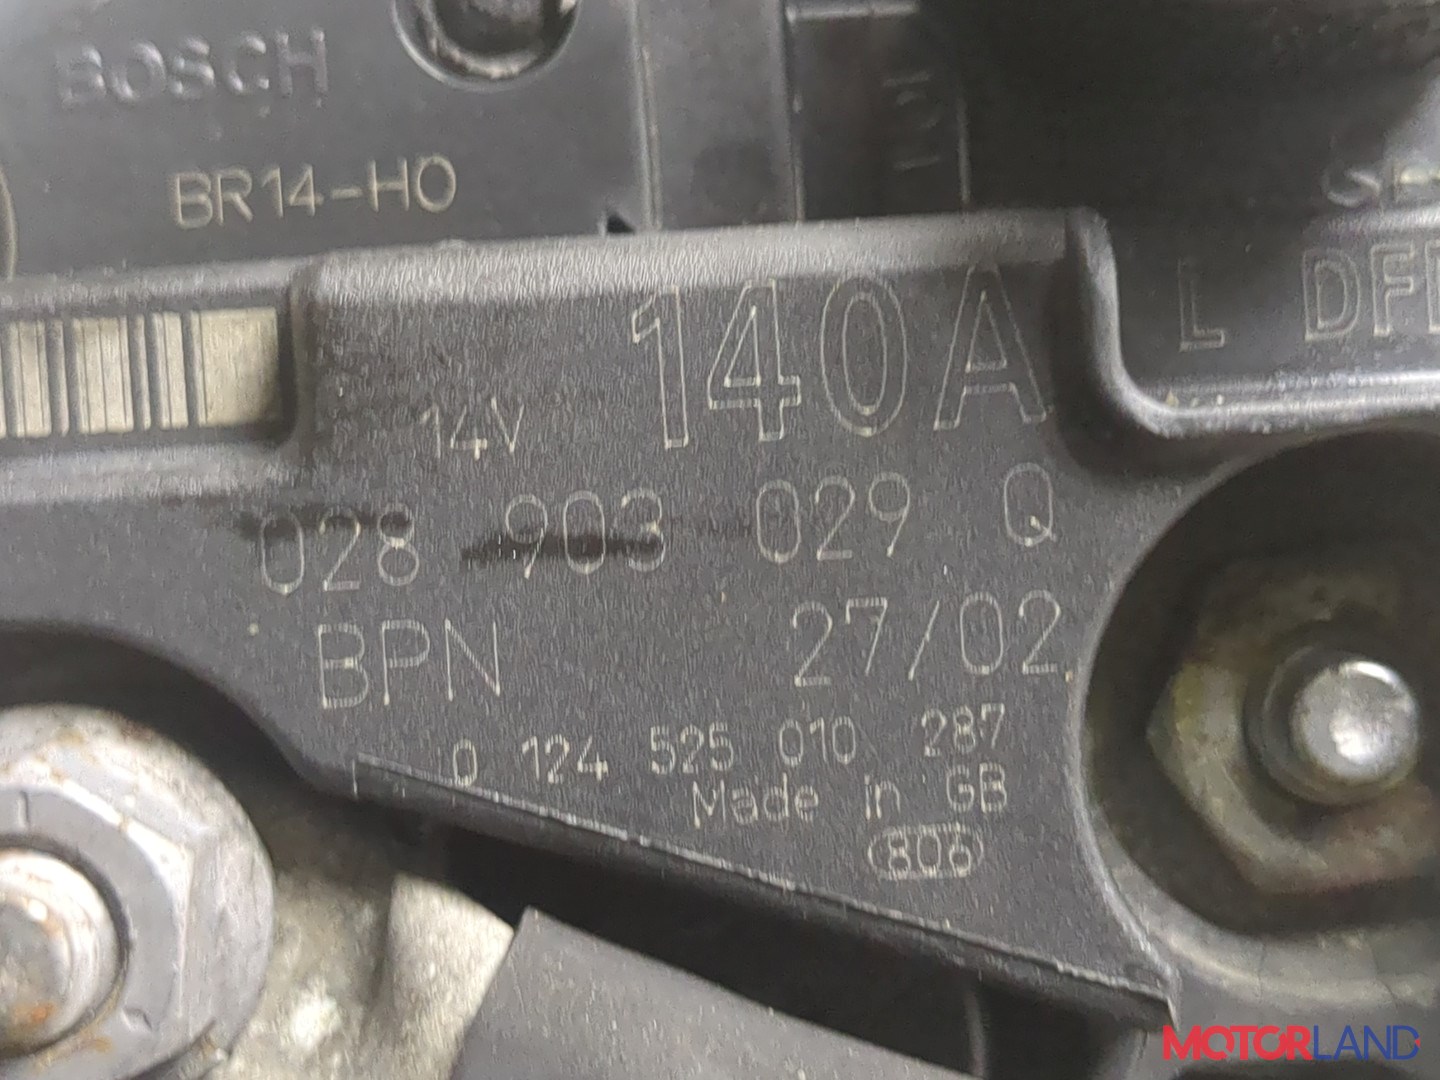 BOSCH
BR14-HO
14V 140A
L
028 903 029 Q
BPN 27/02
0 124 525 010 287
Made in GB
806
MOTORLAND